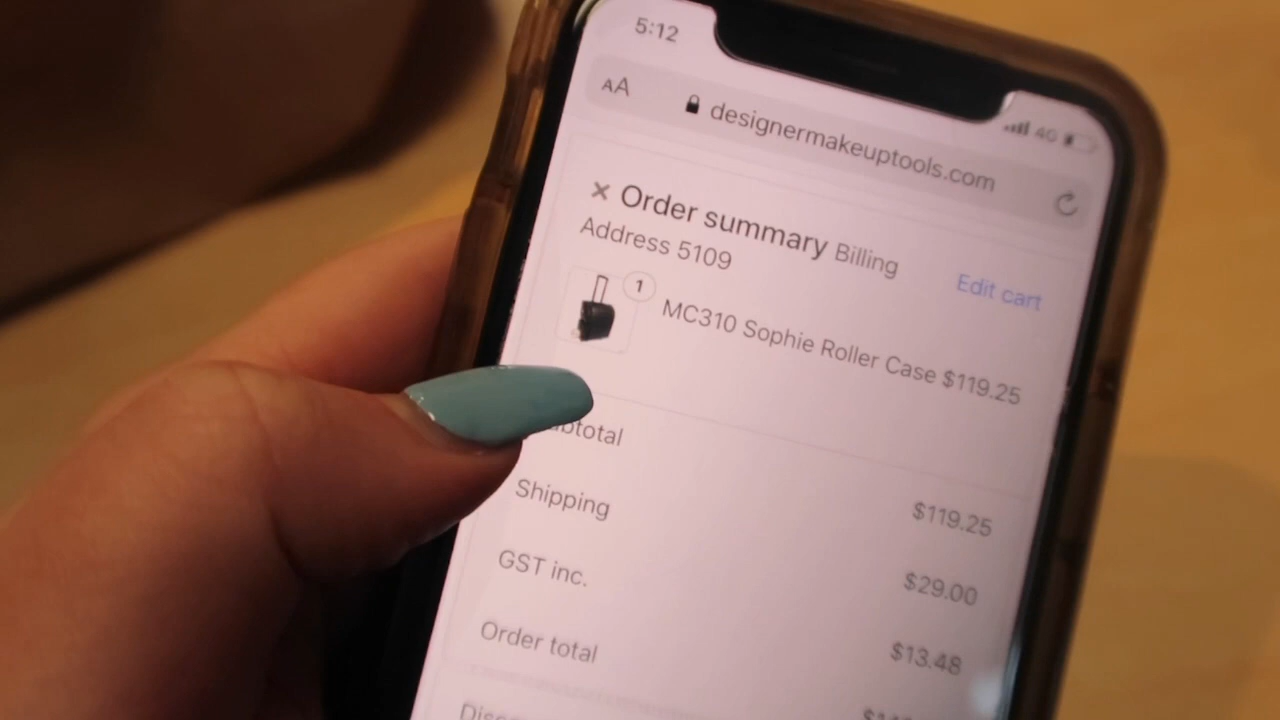 5:12
4G
AA designermakeuptools.com
× Order summary Billing
Address 5109
Edit cart
1
MC310 Sophie Roller Case $119.25
Shipping $119.25
GST inc. $29.00
Order total $13.48